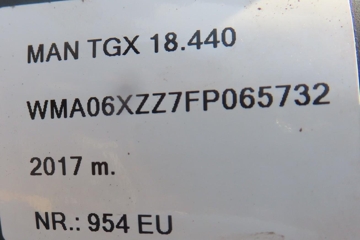 MAN TGX 18.440
WMA06XZZ7FP065732
2017 m.
NR.: 954 EU